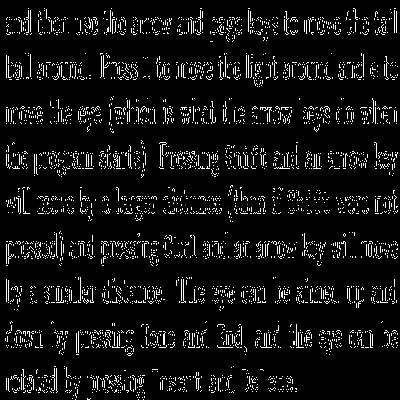 and then use the arrow and page keys to move the tail
tail around. Press l to move the light around and e to
move the eye (which is what the arrow keys do when
the program starts). Pressing Shift and an arrow key
will move by a larger distance (than if Shift were not
pressed) and pressing Ctrl and an arrow key will move
by a smaller distance. The eye can be aimed up and
down by pressing Home and End, and the eye can be
rotated by pressing Insert and Delete.